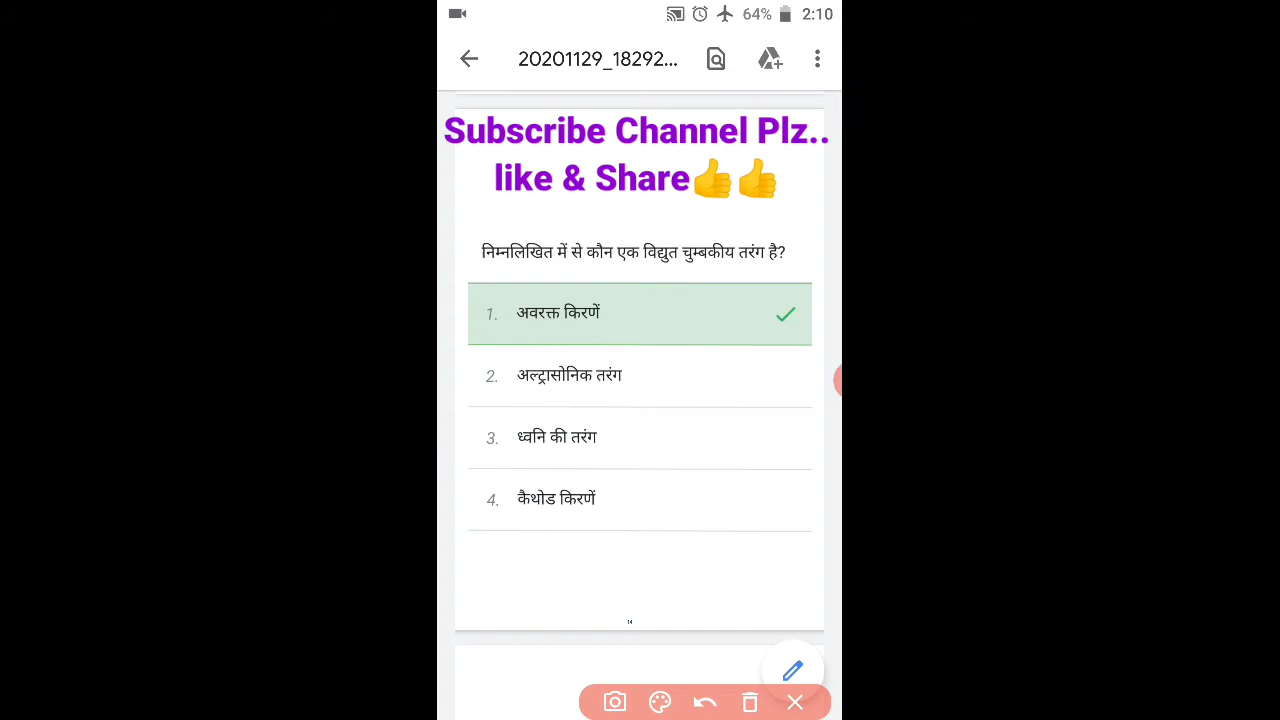 64% 2:10
20201129_18292...
Subscribe Channel Plz..
like & Share👍👍
निम्नलिखित में से कौन एक विद्युत चुम्बकीय तरंग है?
1. अवरक्त किरणें
2. अल्ट्रासोनिक तरंग
3. ध्वनि की तरंग
4. कैथोड किरणें
14